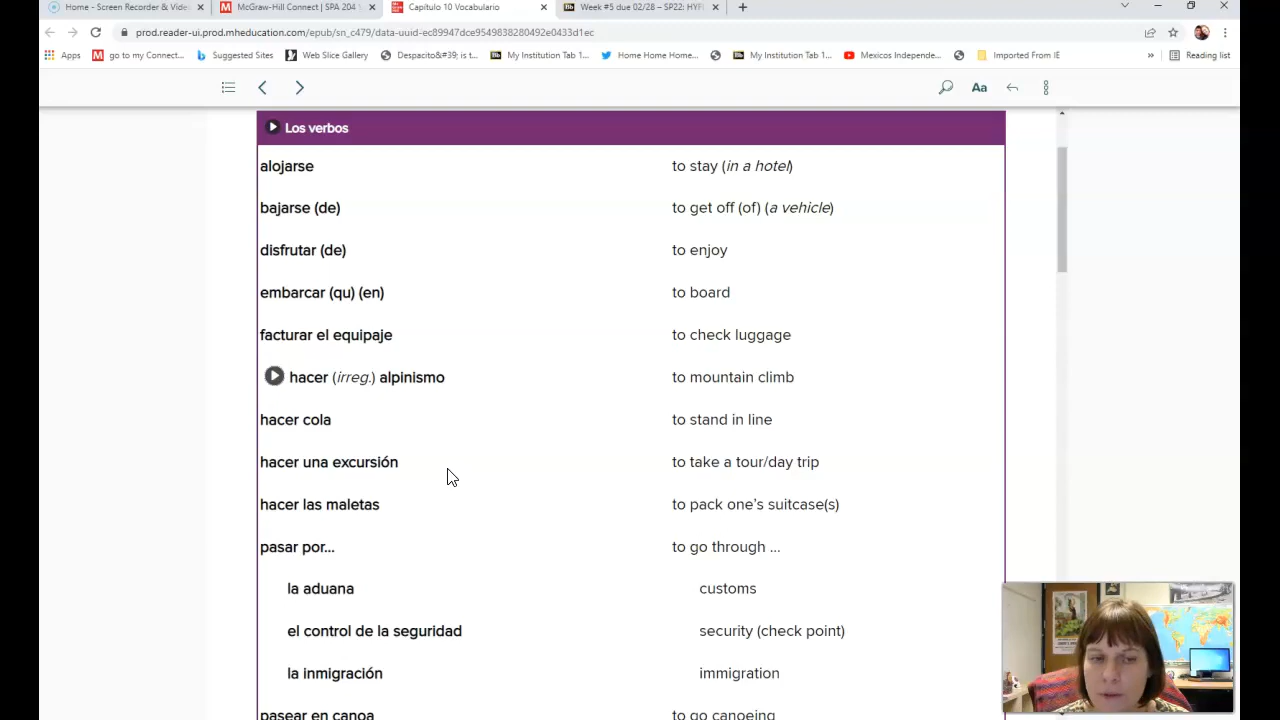 Home - Screen Recorder & Video
McGraw-Hill Connect | SPA 204
Capítulo 10 Vocabulario
Week #5 due 02/28 – SP22: HYF
prod.reader-ui.prod.mheducation.com/epub/sn_c479/data-uuid-ec89947dce9549838280492e0433d1ec
Apps
go to my Connect...
Suggested Sites
Web Slice Gallery
Despacito&#39; is t...
My Institution Tab 1...
Home Home Home...
My Institution Tab 1...
Mexicos Independe...
Imported From IE
»
Reading list
Aa
Los verbos
alojarse to stay (in a hotel)
bajarse (de) to get off (of) (a vehicle)
disfrutar (de) to enjoy
embarcar (qu) (en) to board
facturar el equipaje to check luggage
hacer (irreg.) alpinismo to mountain climb
hacer cola to stand in line
hacer una excursión to take a tour/day trip
hacer las maletas to pack one's suitcase(s)
pasar por... to go through ...
la aduana customs
el control de la seguridad security (check point)
la inmigración immigration
pasear en canoa to go canoeing